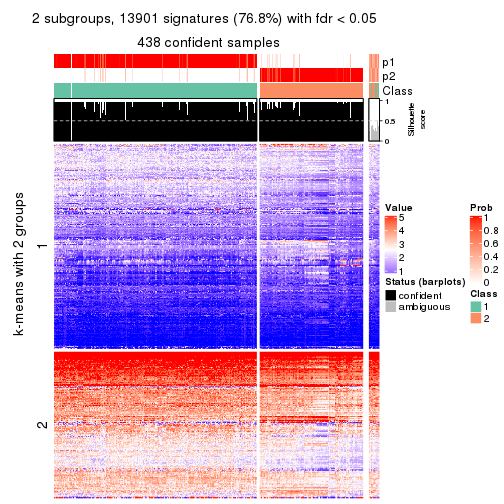 2 subgroups, 13901 signatures (76.8%) with fdr < 0.05
438 confident samples
p1
p2
Class
1
0.5
0
Silhouette
score
k-means with 2 groups
1
2
Value
5
4
3
2
1
Status (barplots)
confident
ambiguous
Prob
1
0.8
0.6
0.4
0.2
0
Class
1
2